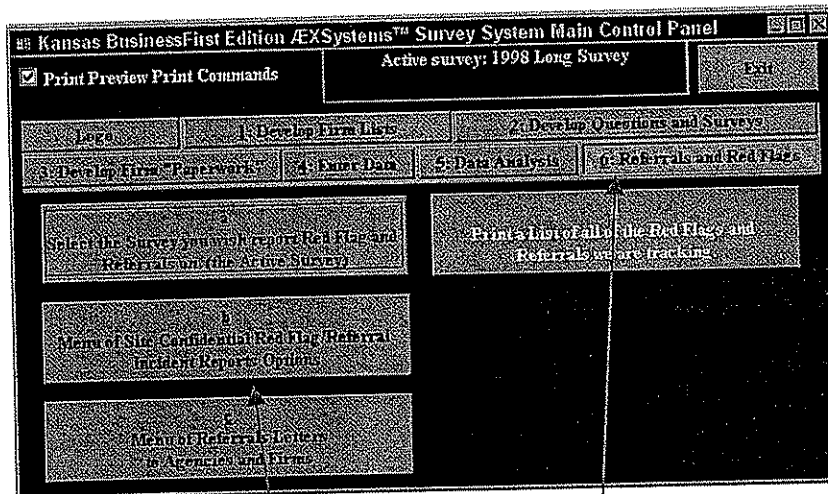 Kansas BusinessFirst Edition ÆXSystems™ Survey System Main Control Panel
Print Preview Print Commands
Active survey: 1998 Long Survey
Exit
Logo
1: Develop Firm Lists
2: Develop Questions and Surveys
3: Develop Firm "Paperwork"
4: Enter Data
5: Data Analysis
6: Referrals and Red Flags
a
Select the Survey you wish report Red Flag and
Referrals on (the Active Survey)
Print a List of all of the Red Flags and
Referrals we are tracking
b
Menu of Site Confidential Red Flag/Referral
Incident Reports Options
c
Menu of Referrals Letters
to Agencies and Firms